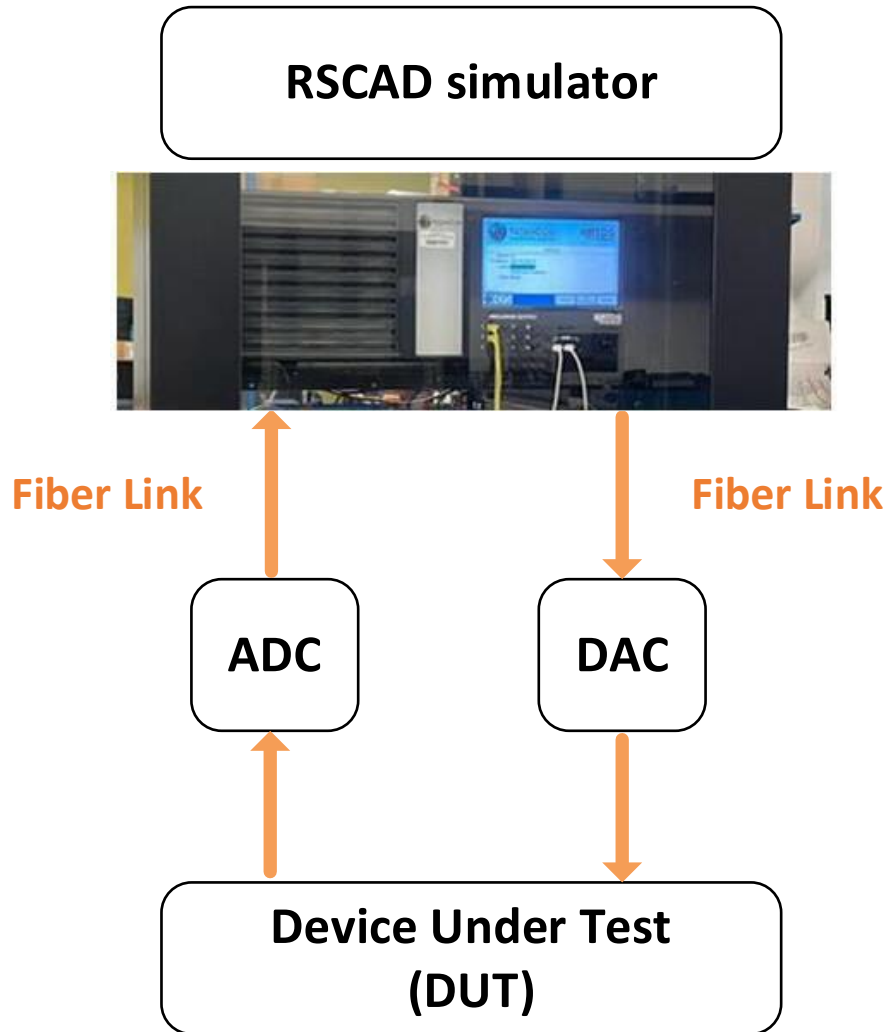 RSCAD simulator
Fiber Link
Fiber Link
ADC
DAC
Device Under Test
(DUT)